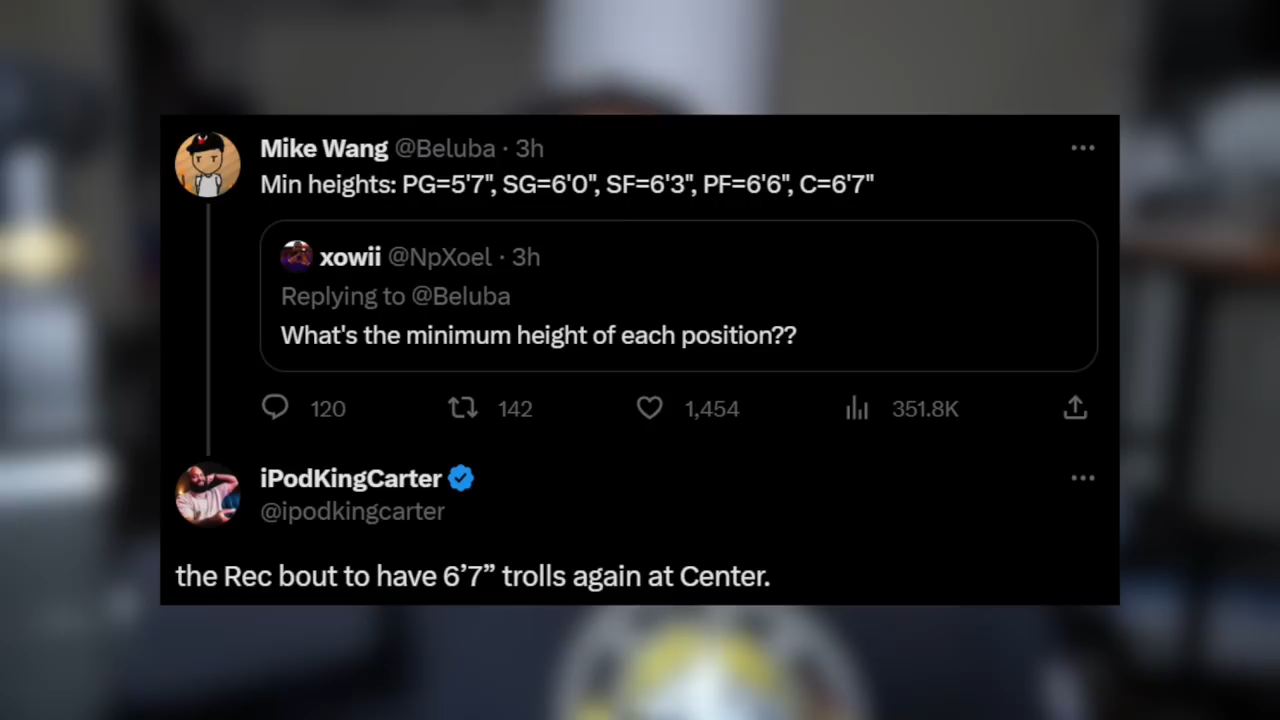 Mike Wang @Beluba · 3h
Min heights: PG=5'7", SG=6'0", SF=6'3", PF=6'6", C=6'7"
xowii @NpXoel · 3h
Replying to @Beluba
What's the minimum height of each position??
120 142 1,454 351.8K
iPodKingCarter
@ipodkingcarter
the Rec bout to have 6’7” trolls again at Center.